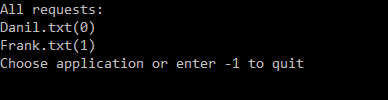 All requests:
Danil.txt(0)
Frank.txt(1)
Choose application or enter -1 to quit